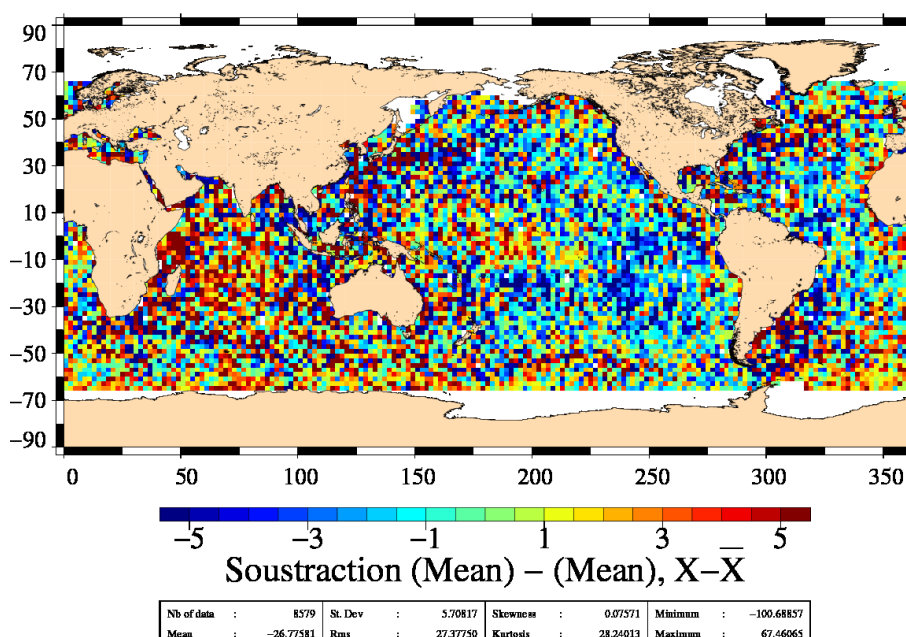 90
70
50
30
10
−10
−30
−50
−70
−90
0 50 100 150 200 250 300 350
−5 −3 −1 1 3 5
Soustraction (Mean) − (Mean), X−X̅
Nb of data : 8579 St. Dev : 5.70817 Skewness : 0.07571 Minimum : −100.68857
Mean : −26.77581 Rms : 27.37750 Kurtosis : 28.24013 Maximum : 67.46065